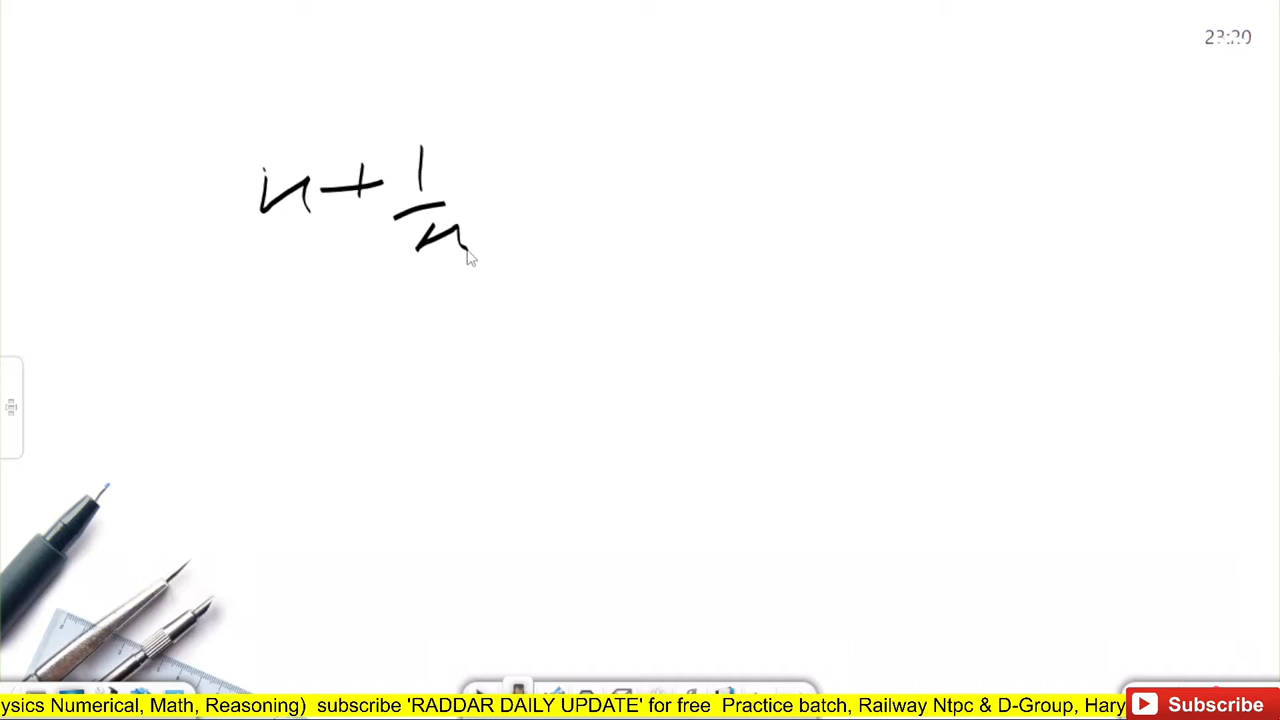 23:20
x + 1/x
ysics Numerical, Math, Reasoning) subscribe 'RADDAR DAILY UPDATE' for free Practice batch, Railway Ntpc & D-Group, Hary
Subscribe